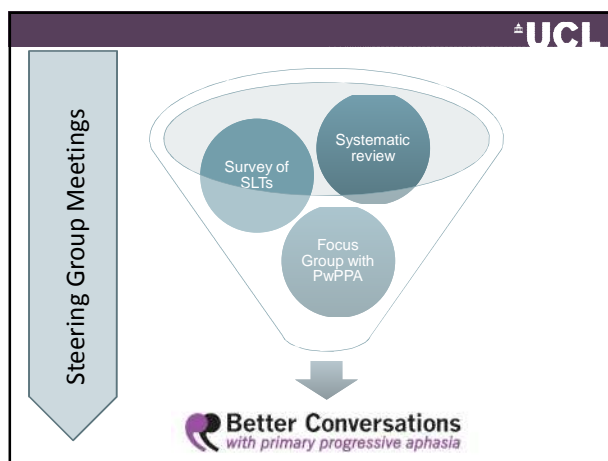 UCL
Steering Group Meetings
Systematic
review
Survey of
SLTs
Focus
Group with
PwPPA
Better Conversations
with primary progressive aphasia